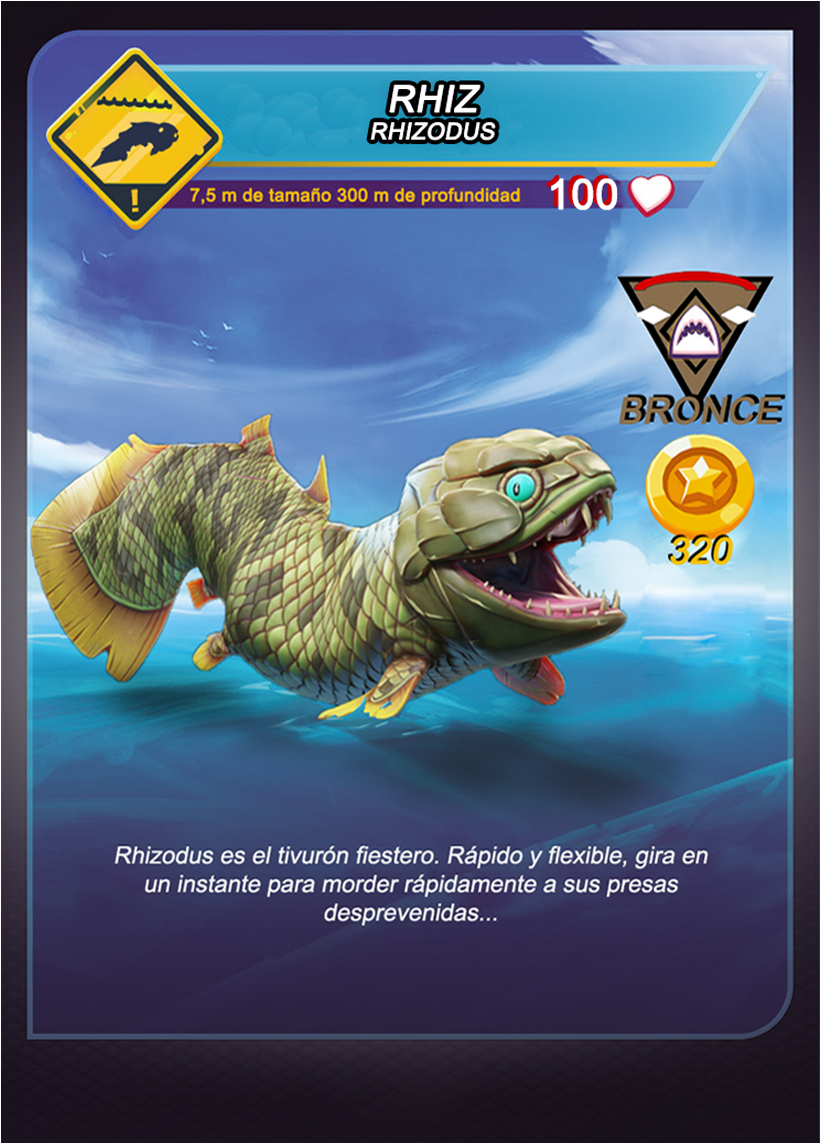 RHIZ
RHIZODUS
7,5 m de tamaño 300 m de profundidad
100
!
BRONCE
320
Rhizodus es el tivurón fiestero. Rápido y flexible, gira en
un instante para morder rápidamente a sus presas
desprevenidas...